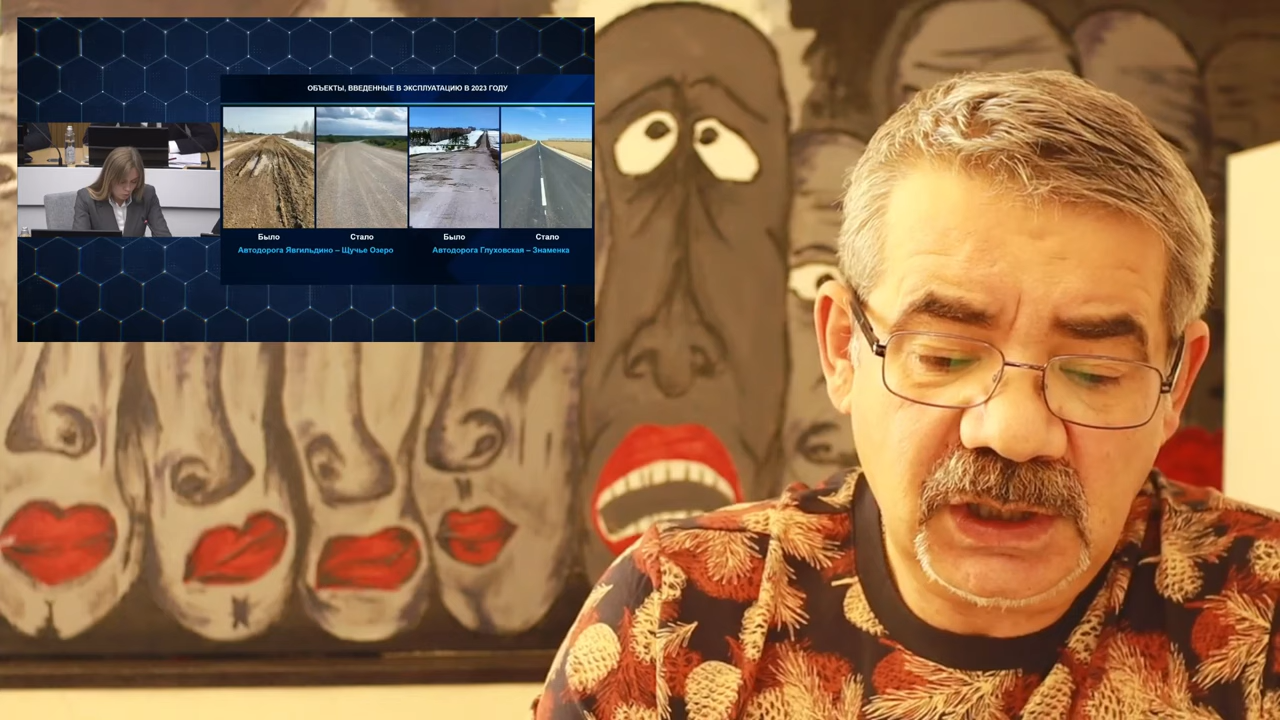 ОБЪЕКТЫ, ВВЕДЕННЫЕ В ЭКСПЛУАТАЦИЮ В 2023 ГОДУ
Было Стало Было Стало
Автодорога Явгильдино – Щучье Озеро Автодорога Глуховская – Знаменка